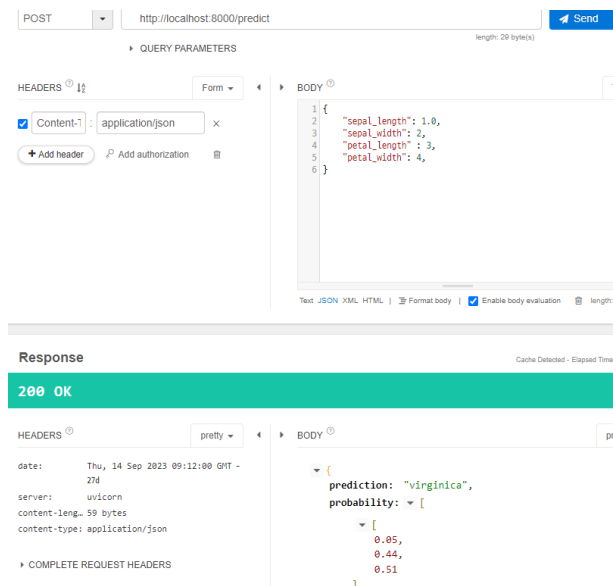 POST
http://localhost:8000/predict
Send
length: 29 byte(s)
QUERY PARAMETERS
HEADERS
Form
BODY
Content-T : application/json
+ Add header
Add authorization
1 {
2 "sepal_length": 1.0,
3 "sepal_width": 2,
4 "petal_length" : 3,
5 "petal_width": 4,
6 }
Text JSON XML HTML | Format body | Enable body evaluation length:
Response
Cache Detected - Elapsed Time
200 OK
HEADERS
pretty
BODY
pr
date: Thu, 14 Sep 2023 09:12:00 GMT -
27d
server: uvicorn
content-leng… 59 bytes
content-type: application/json
COMPLETE REQUEST HEADERS
{
prediction: "virginica",
probability: [
[
0.05,
0.44,
0.51
]